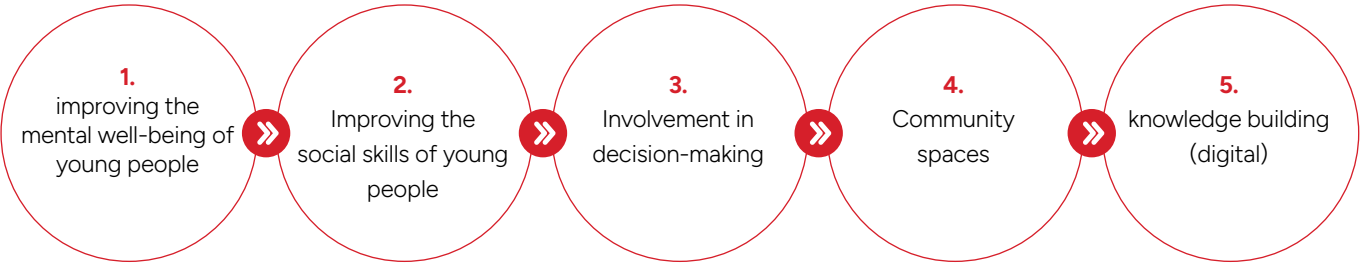 1.
improving the
mental well-being of
young people
2.
Improving the
social skills of young
people
3.
Involvement in
decision-making
4.
Community
spaces
5.
knowledge building
(digital)